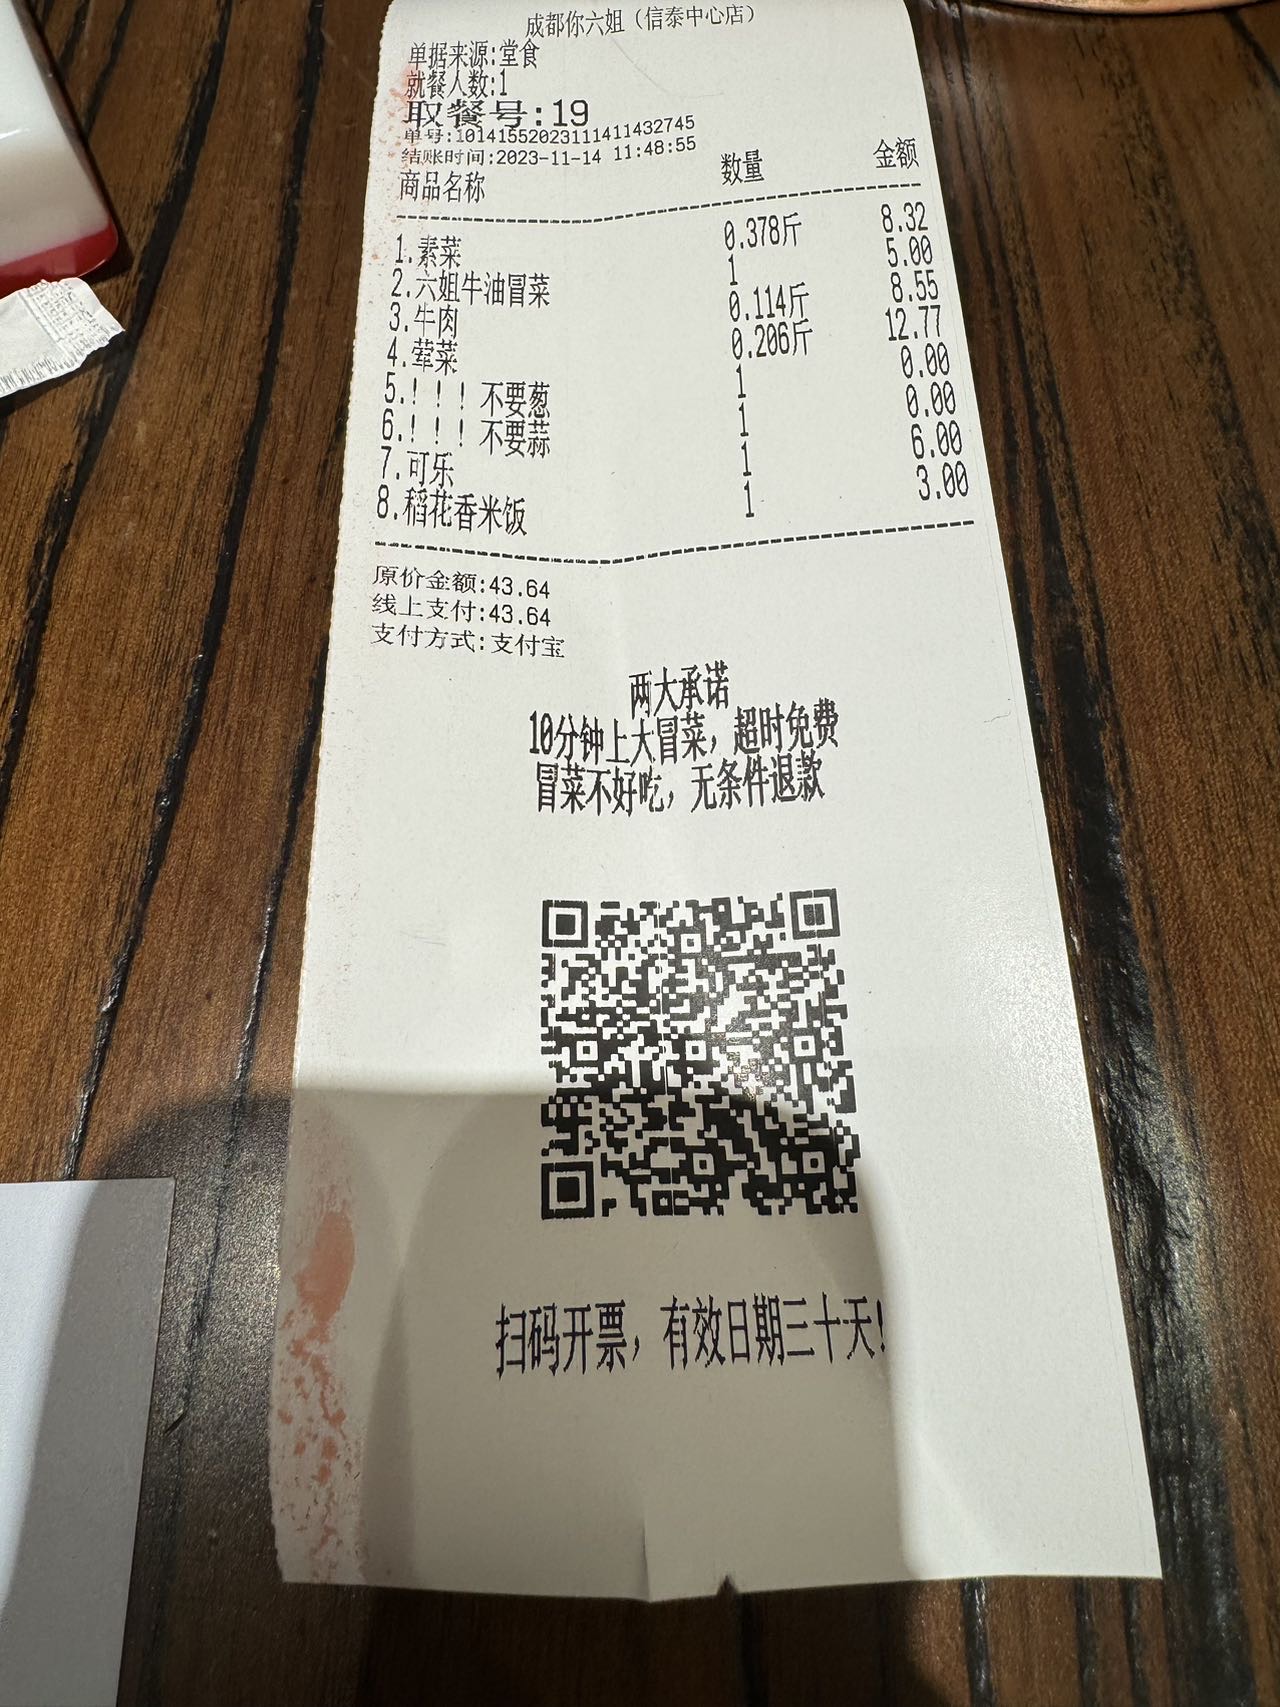 成都你六姐（信泰中心店）
单据来源:堂食
就餐人数:1
取餐号:19
单号:10141552023111411432745
结账时间:2023-11-14 11:48:55
商品名称 数量 金额
1.素菜 0.378斤 8.32
2.六姐牛油冒菜 1 5.00
3.牛肉 0.114斤 8.55
4.荤菜 0.206斤 12.77
5.！！！不要葱 1 0.00
6.！！！不要蒜 1 0.00
7.可乐 1 6.00
8.稻花香米饭 1 3.00
原价金额:43.64
线上支付:43.64
支付方式:支付宝
两大承诺
10分钟上大冒菜，超时免费
冒菜不好吃，无条件退款
扫码开票，有效日期三十天！